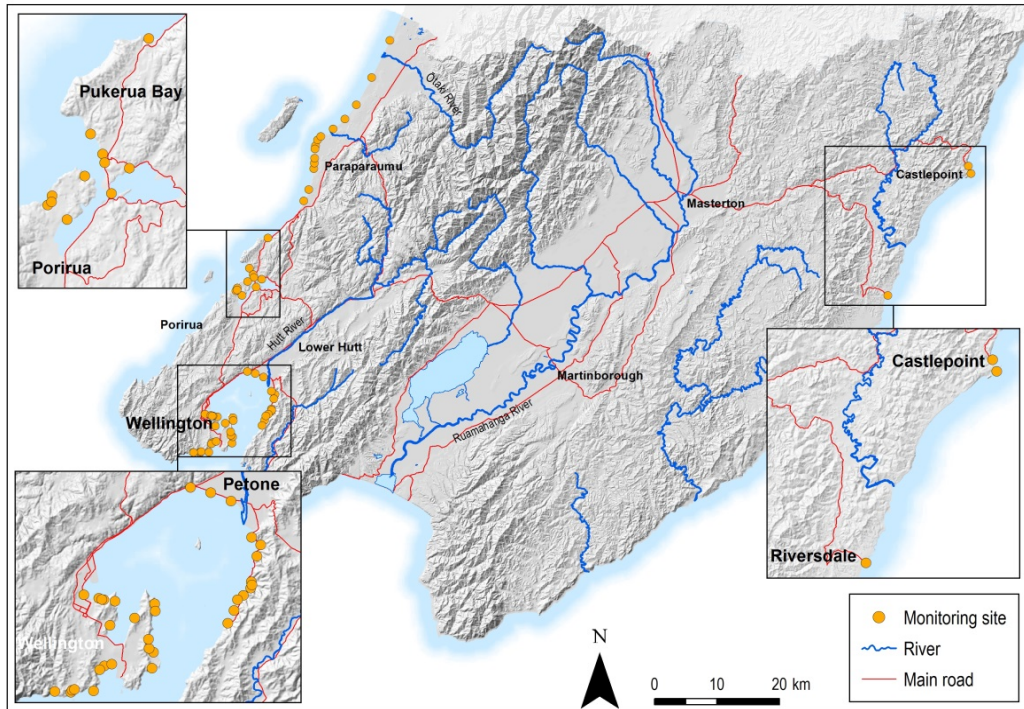 Pukerua Bay
Porirua
Otaki River
Paraparaumu
Masterton
Castlepoint
Porirua
Hutt River
Lower Hutt
Martinborough
Ruamahanga River
Wellington
Petone
Wellington
Castlepoint
Riversdale
N
0 10 20 km
Monitoring site
River
Main road